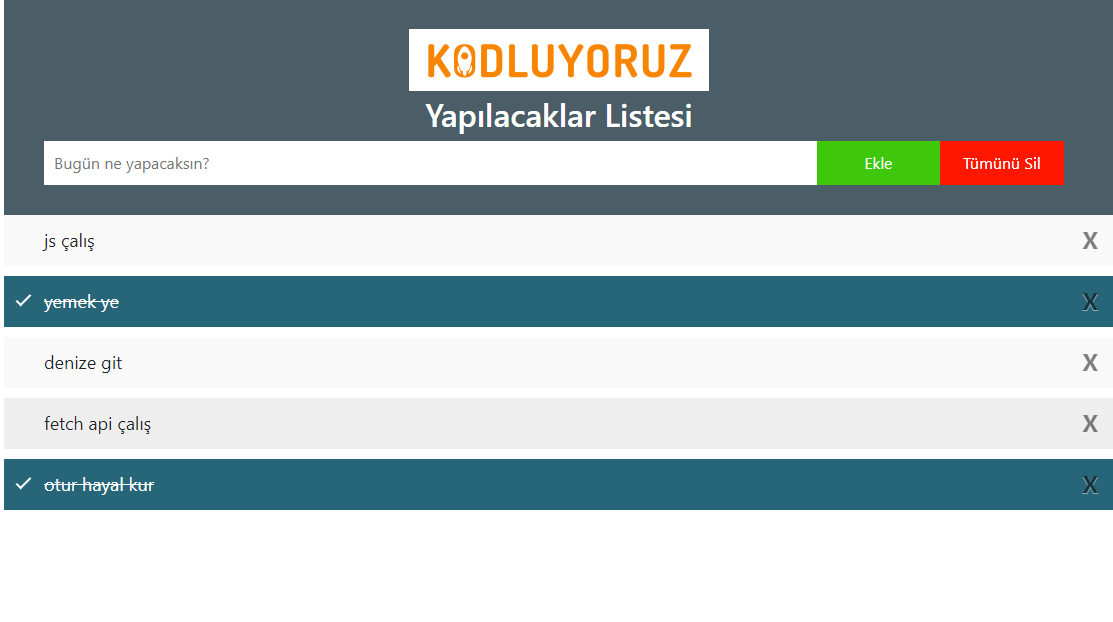 KODLUYORUZ
Yapılacaklar Listesi
Bugün ne yapacaksın? Ekle Tümünü Sil
js çalış X
yemek ye X
denize git X
fetch api çalış X
otur hayal kur X